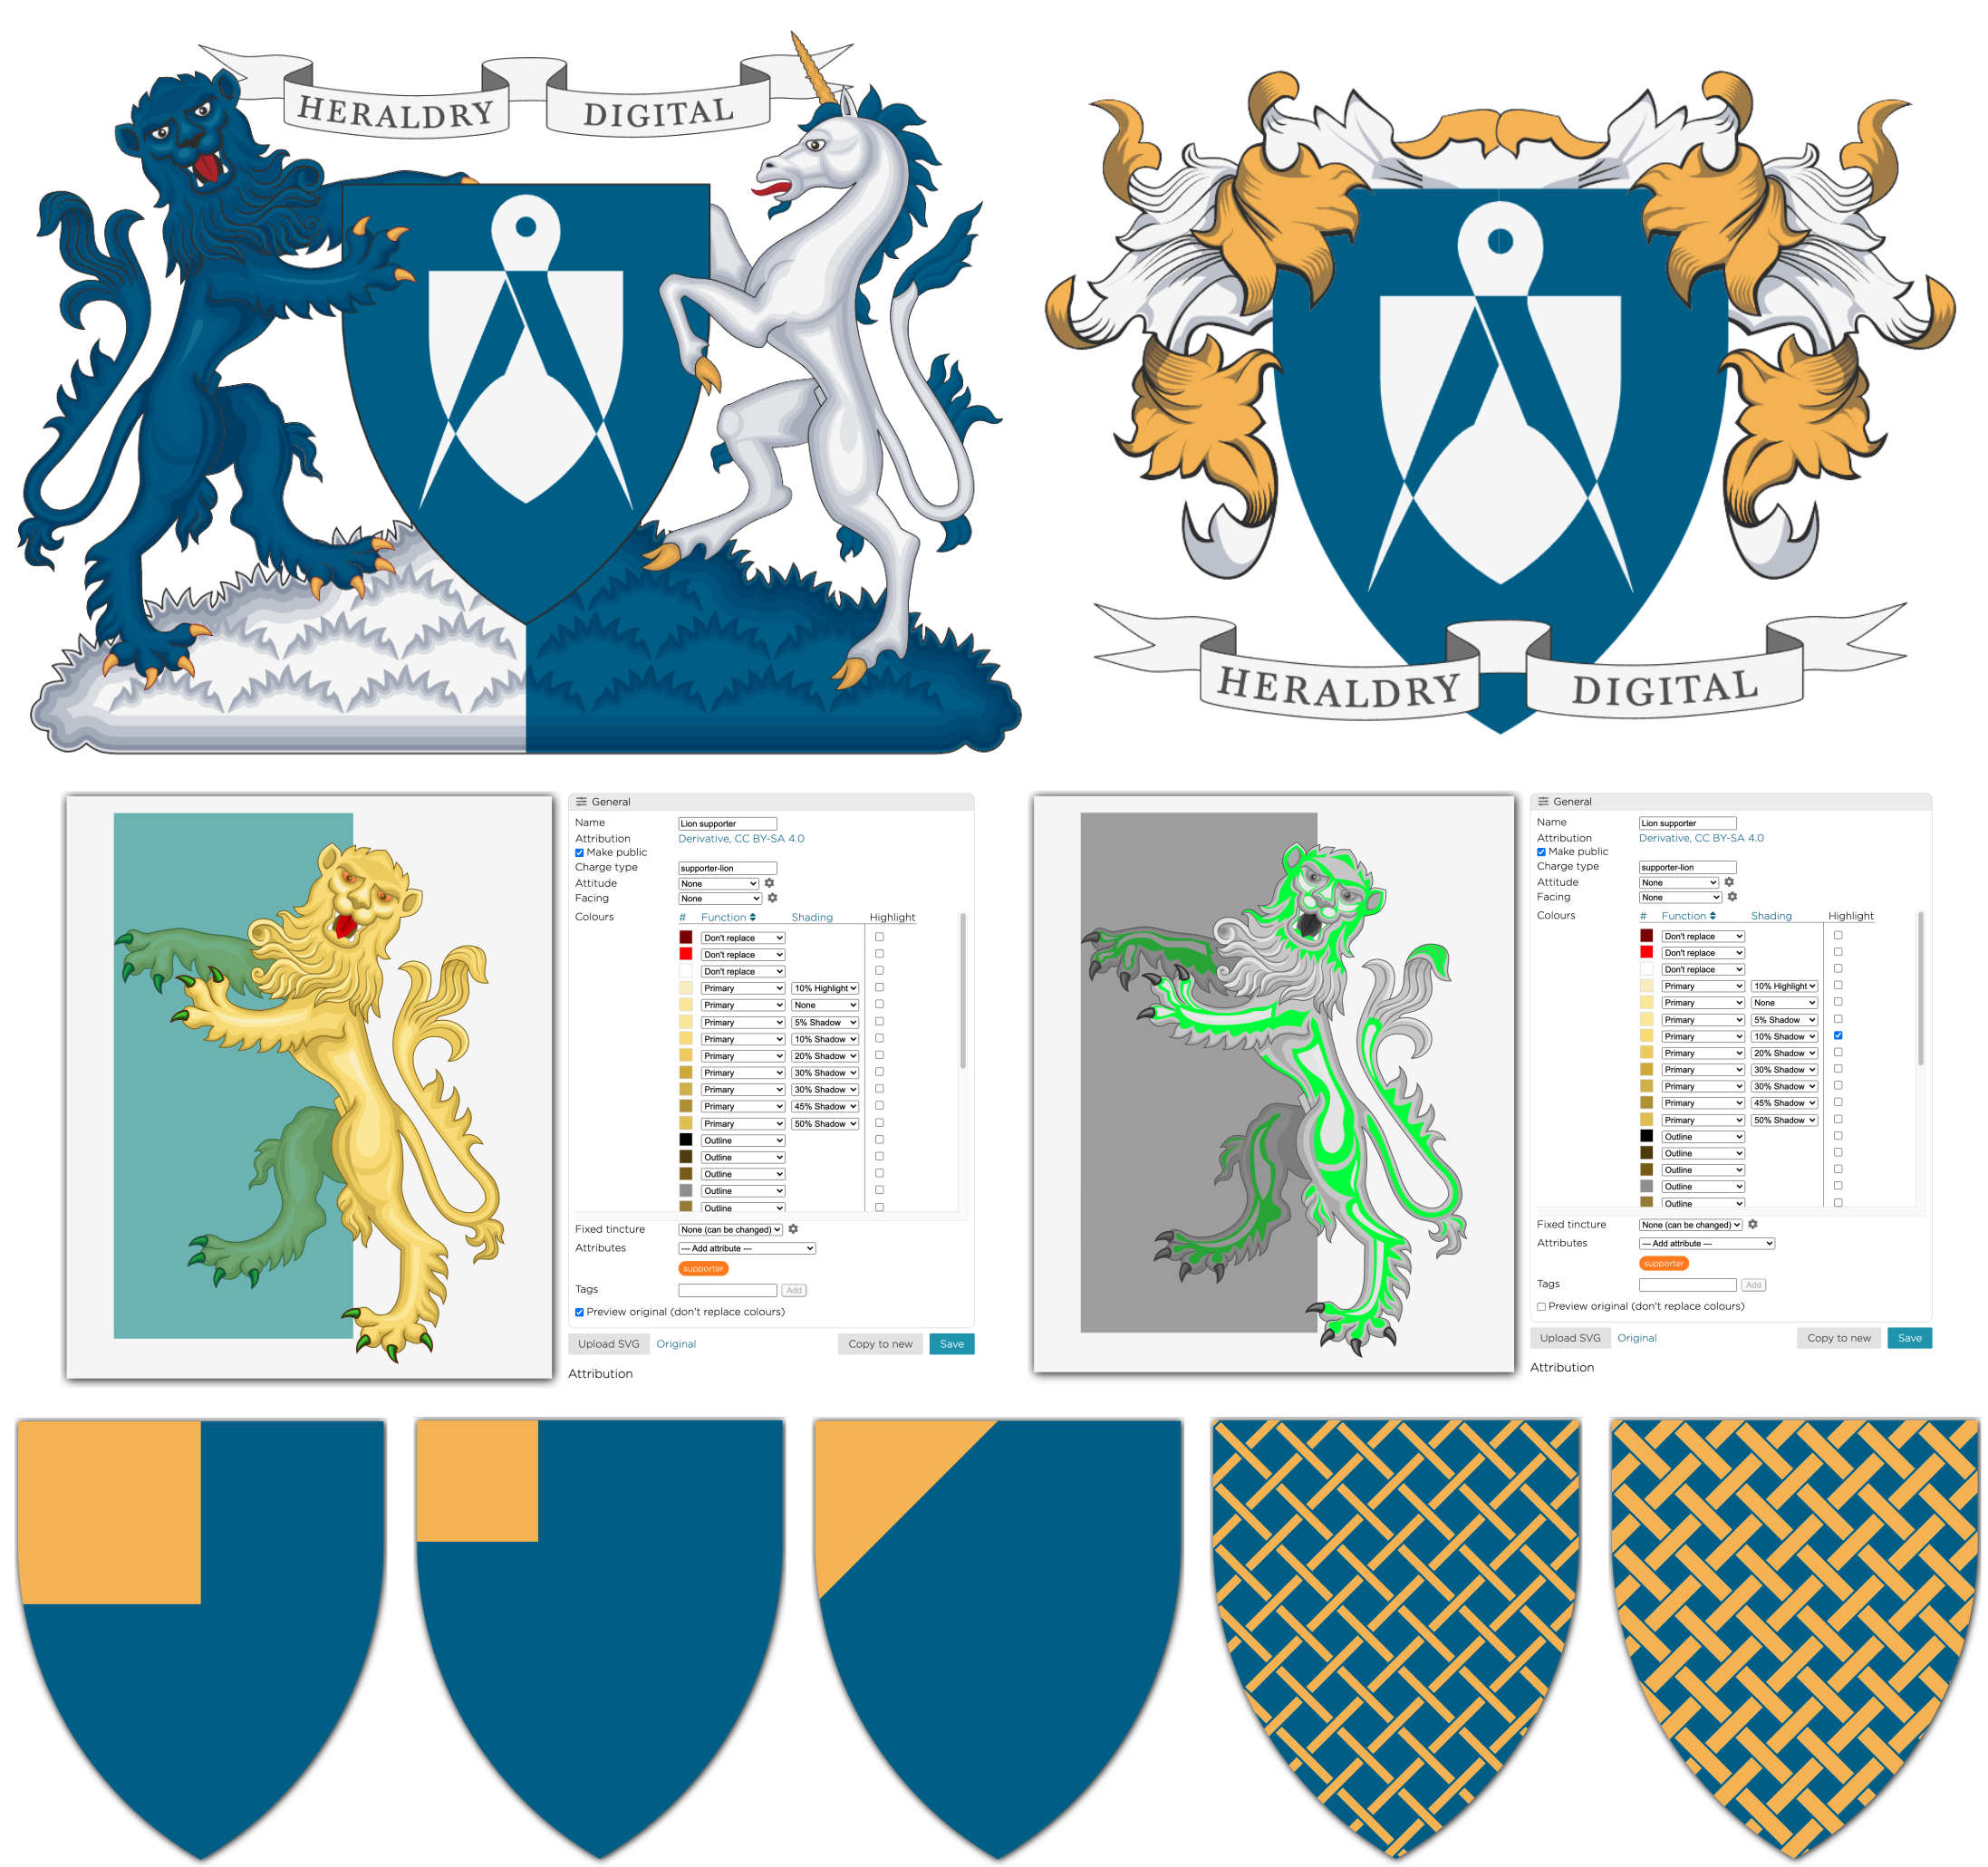 HERALDRY DIGITAL
HERALDRY DIGITAL
General
Name Lion supporter
Attribution Derivative, CC BY-SA 4.0
Make public
Charge type supporter-lion
Attitude None
Facing None
Colours # Function Shading Highlight
Don't replace
Don't replace
Don't replace
Primary 10% Highlight
Primary None
Primary 5% Shadow
Primary 10% Shadow
Primary 20% Shadow
Primary 30% Shadow
Primary 30% Shadow
Primary 45% Shadow
Primary 50% Shadow
Outline
Outline
Outline
Outline
Outline
Fixed tincture None (can be changed)
Attributes --- Add attribute ---
supporter
Tags Add
Preview original (don't replace colours)
Upload SVG Original Copy to new Save
Attribution
General
Name Lion supporter
Attribution Derivative, CC BY-SA 4.0
Make public
Charge type supporter-lion
Attitude None
Facing None
Colours # Function Shading Highlight
Don't replace
Don't replace
Don't replace
Primary 10% Highlight
Primary None
Primary 5% Shadow
Primary 10% Shadow
Primary 20% Shadow
Primary 30% Shadow
Primary 30% Shadow
Primary 45% Shadow
Primary 50% Shadow
Outline
Outline
Outline
Outline
Outline
Fixed tincture None (can be changed)
Attributes --- Add attribute ---
supporter
Tags Add
Preview original (don't replace colours)
Upload SVG Original Copy to new Save
Attribution